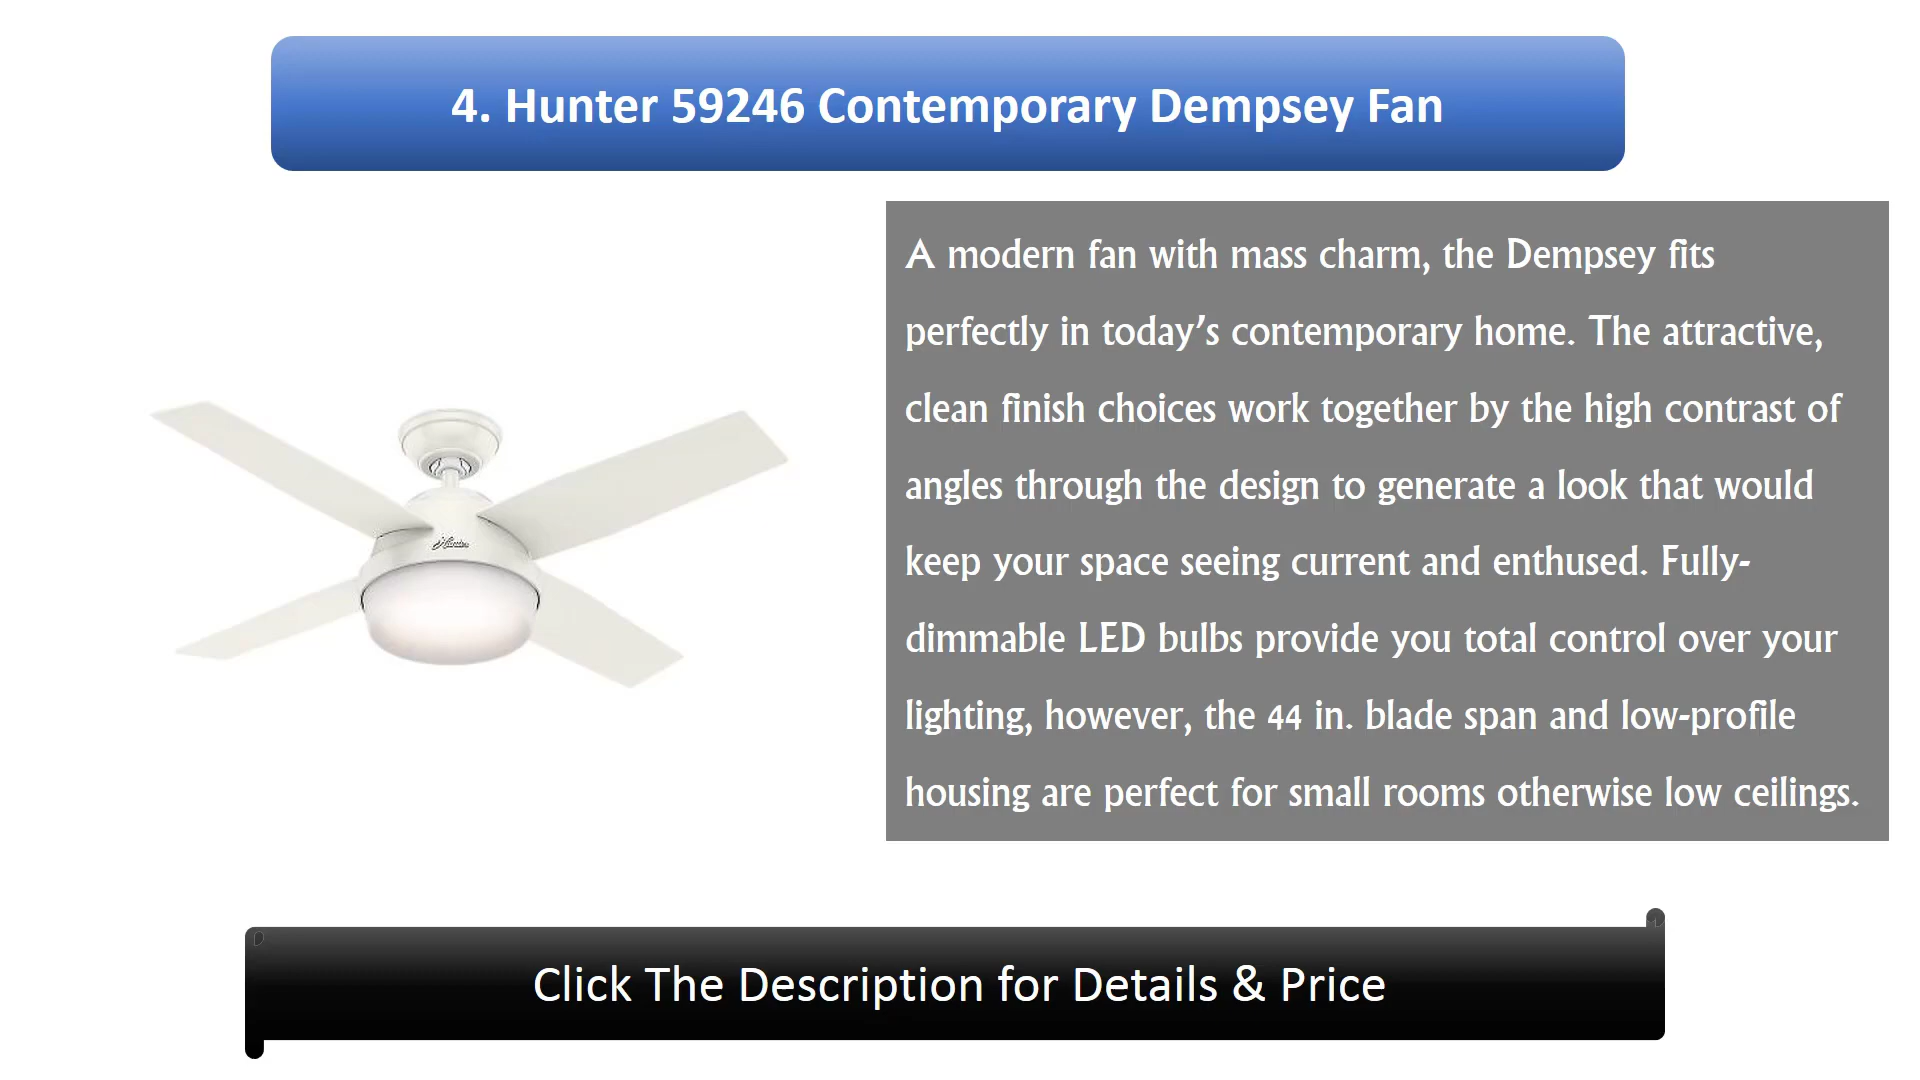 4. Hunter 59246 Contemporary Dempsey Fan
A modern fan with mass charm, the Dempsey fits
perfectly in today’s contemporary home. The attractive,
clean finish choices work together by the high contrast of
angles through the design to generate a look that would
keep your space seeing current and enthused. Fully-
dimmable LED bulbs provide you total control over your
lighting, however, the 44 in. blade span and low-profile
housing are perfect for small rooms otherwise low ceilings.
Hunter
Click The Description for Details & Price